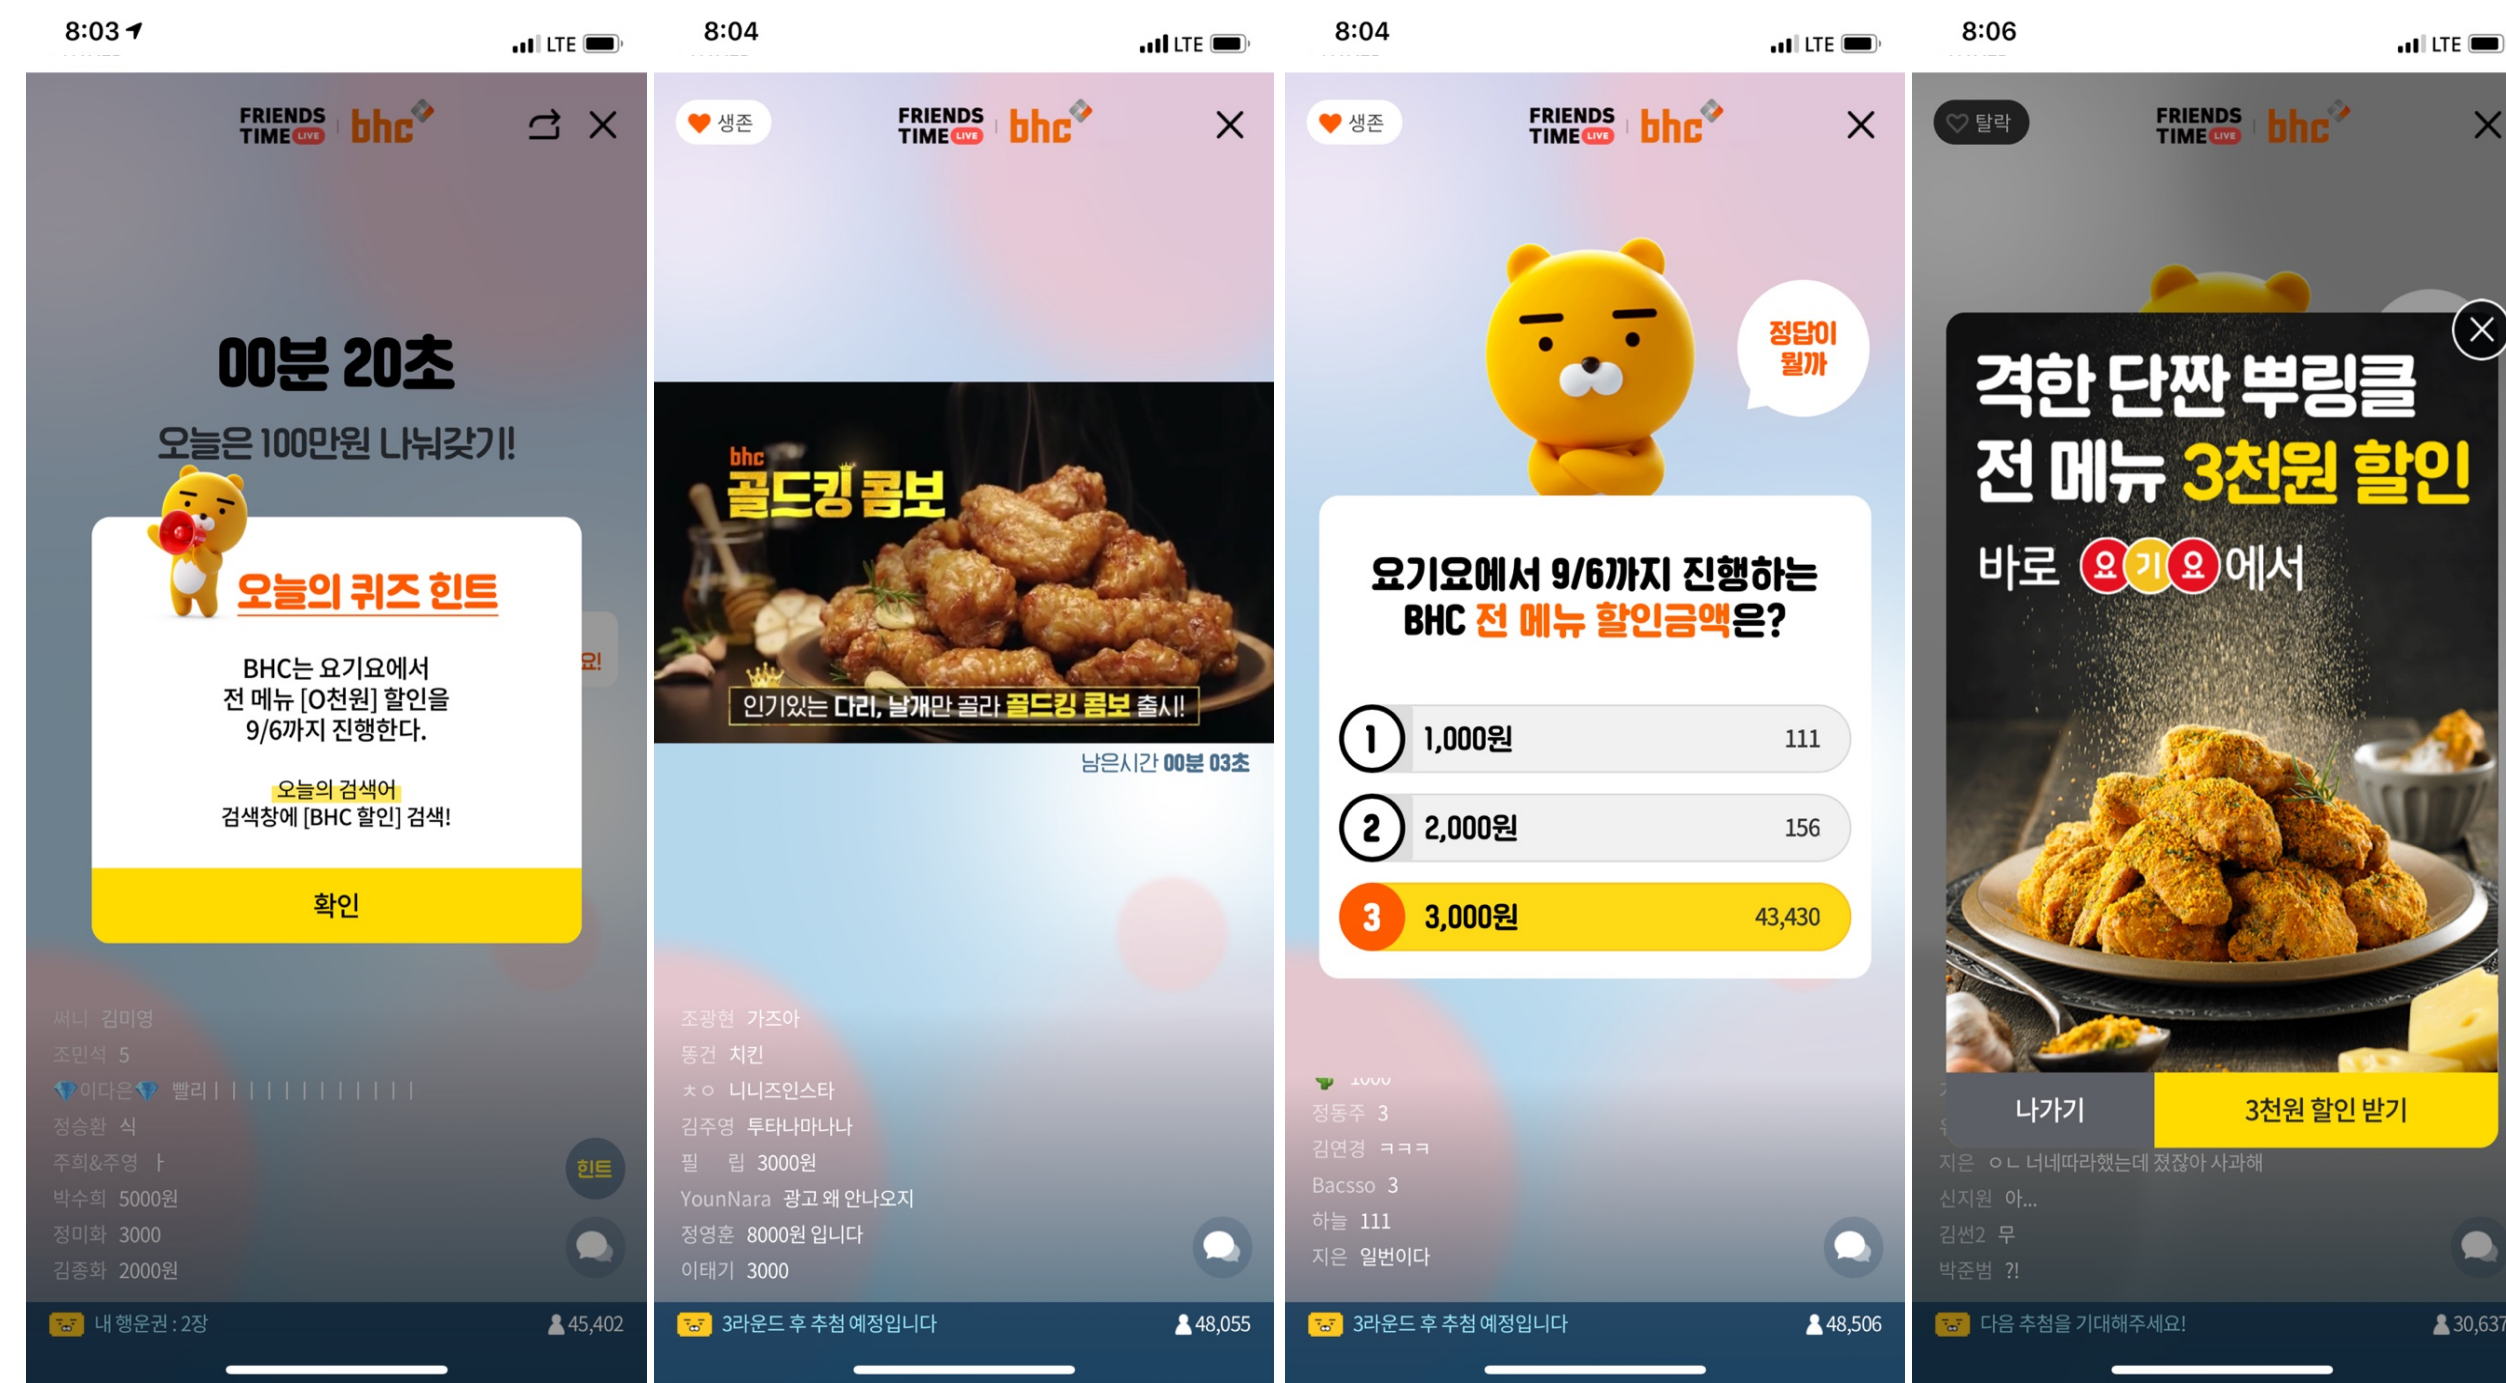 8:03
LTE
FRIENDS
TIME LIVE
bhc
00분 20초
오늘은 100만원 나눠갖기!
오늘의 퀴즈 힌트
요!
BHC는 요기요에서
전 메뉴 [O천원] 할인을
9/6까지 진행한다.
오늘의 검색어
검색창에 [BHC 할인] 검색!
확인
써니 김미영
조민석 5
💎이다은💎 빨리ㅣㅣㅣㅣㅣㅣㅣㅣㅣㅣㅣㅣ
정승환 식
주희&주영 ㅏ
박수희 5000원
정미화 3000
김종화 2000원
힌트
내 행운권 : 2장
45,402
8:04
LTE
생존
FRIENDS
TIME LIVE
bhc
bhc
골드킹 콤보
인기있는 다리, 날개만 골라 골드킹 콤보 출시!
남은시간 00분 03초
조광현 가즈아
똥건 치킨
ㅊㅇ 니니즈인스타
김주영 투타나마나나
필 립 3000원
YounNara 광고 왜 안나오지
정영훈 8000원 입니다
이태기 3000
3라운드 후 추첨 예정입니다
48,055
8:04
LTE
생존
FRIENDS
TIME LIVE
bhc
정답이
뭘까
요기요에서 9/6까지 진행하는
BHC 전 메뉴 할인금액은?
1 1,000원 111
2 2,000원 156
3 3,000원 43,430
🌵 1000
정동주 3
김연경 ㅋㅋㅋ
Bacsso 3
하늘 111
지은 일번이다
3라운드 후 추첨 예정입니다
48,506
8:06
LTE
탈락
FRIENDS
TIME LIVE
bhc
격한 단짠 뿌링클
전 메뉴 3천원 할인
바로 요기요에서
나가기
3천원 할인 받기
지은 ㅇㄴ 너네따라했는데 졌잖아 사과해
신지원 아...
김썬2 무
박준범 ?!
다음 추첨을 기대해주세요!
30,637